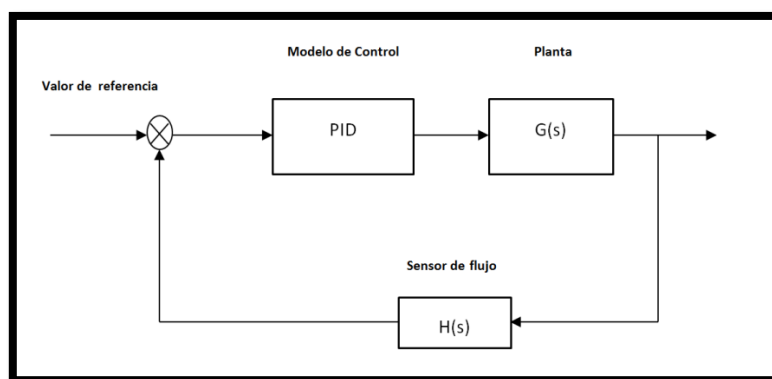 Modelo de Control
Planta
Valor de referencia
PID
G(s)
Sensor de flujo
H(s)